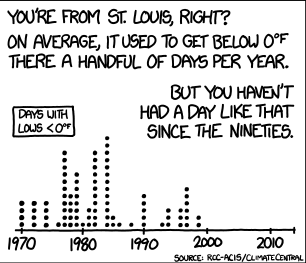 YOU'RE FROM ST. LOUIS, RIGHT?
ON AVERAGE, IT USED TO GET BELOW 0°F
THERE A HANDFUL OF DAYS PER YEAR.
BUT YOU HAVEN'T
HAD A DAY LIKE THAT
SINCE THE NINETIES.
DAYS WITH
LOWS < 0°F
1970 1980 1990 2000 2010
SOURCE: RCC-ACIS/CLIMATECENTRAL